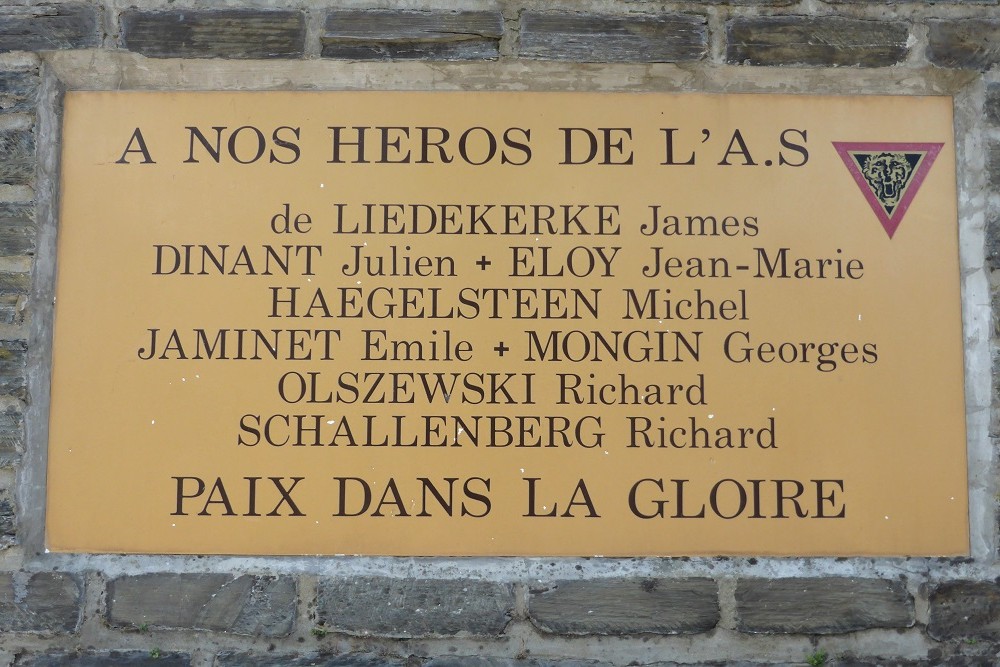 A NOS HEROS DE L'A.S
de LIEDEKERKE James
DINANT Julien + ELOY Jean-Marie
HAEGELSTEEN Michel
JAMINET Emile + MONGIN Georges
OLSZEWSKI Richard
SCHALLENBERG Richard
PAIX DANS LA GLOIRE